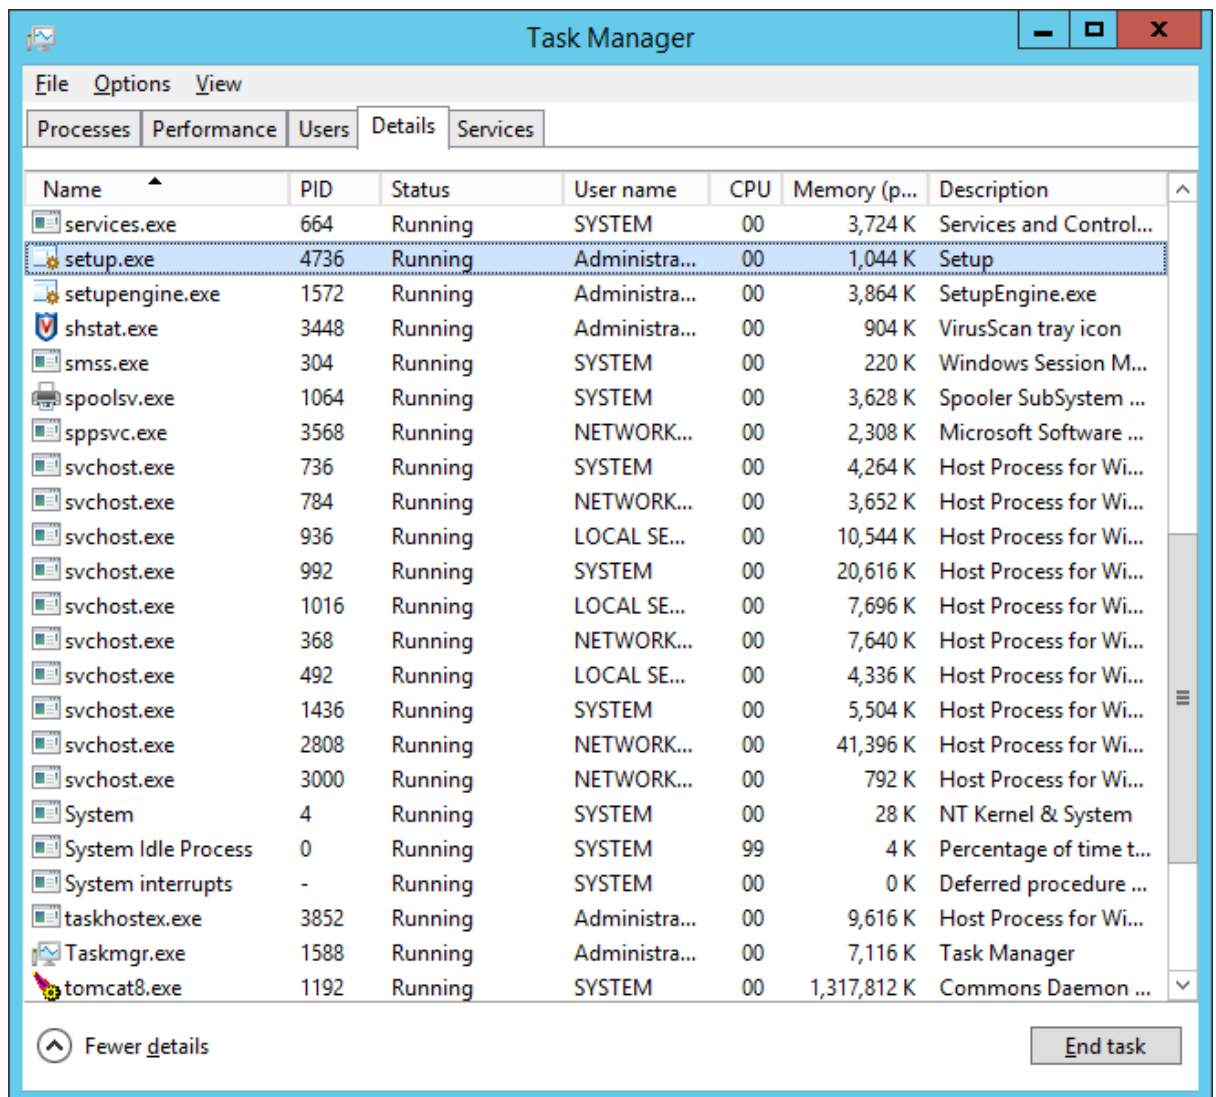 Task Manager
File Options View
Processes Performance Users Details Services
Name PID Status User name CPU Memory (p... Description
services.exe 664 Running SYSTEM 00 3,724 K Services and Control...
setup.exe 4736 Running Administra... 00 1,044 K Setup
setupengine.exe 1572 Running Administra... 00 3,864 K SetupEngine.exe
shstat.exe 3448 Running Administra... 00 904 K VirusScan tray icon
smss.exe 304 Running SYSTEM 00 220 K Windows Session M...
spoolsv.exe 1064 Running SYSTEM 00 3,628 K Spooler SubSystem ...
sppsvc.exe 3568 Running NETWORK... 00 2,308 K Microsoft Software ...
svchost.exe 736 Running SYSTEM 00 4,264 K Host Process for Wi...
svchost.exe 784 Running NETWORK... 00 3,652 K Host Process for Wi...
svchost.exe 936 Running LOCAL SE... 00 10,544 K Host Process for Wi...
svchost.exe 992 Running SYSTEM 00 20,616 K Host Process for Wi...
svchost.exe 1016 Running LOCAL SE... 00 7,696 K Host Process for Wi...
svchost.exe 368 Running NETWORK... 00 7,640 K Host Process for Wi...
svchost.exe 492 Running LOCAL SE... 00 4,336 K Host Process for Wi...
svchost.exe 1436 Running SYSTEM 00 5,504 K Host Process for Wi...
svchost.exe 2808 Running NETWORK... 00 41,396 K Host Process for Wi...
svchost.exe 3000 Running NETWORK... 00 792 K Host Process for Wi...
System 4 Running SYSTEM 00 28 K NT Kernel & System
System Idle Process 0 Running SYSTEM 99 4 K Percentage of time t...
System interrupts - Running SYSTEM 00 0 K Deferred procedure ...
taskhostex.exe 3852 Running Administra... 00 9,616 K Host Process for Wi...
Taskmgr.exe 1588 Running Administra... 00 7,116 K Task Manager
tomcat8.exe 1192 Running SYSTEM 00 1,317,812 K Commons Daemon ...
Fewer details End task